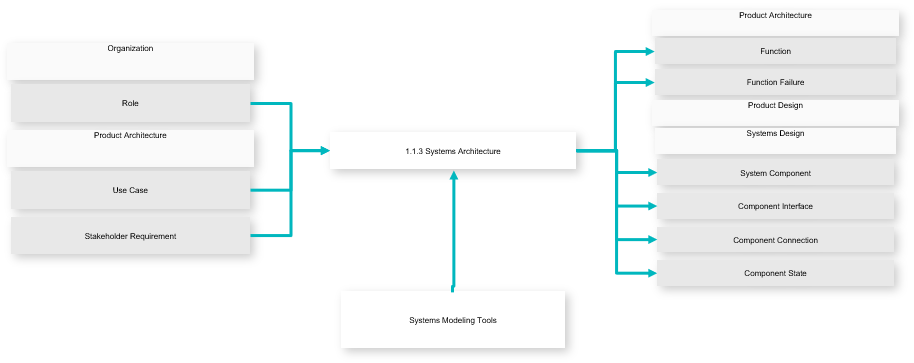 Organization
Role
Product Architecture
Use Case
Stakeholder Requirement
1.1.3 Systems Architecture
Systems Modeling Tools
Product Architecture
Function
Function Failure
Product Design
Systems Design
System Component
Component Interface
Component Connection
Component State